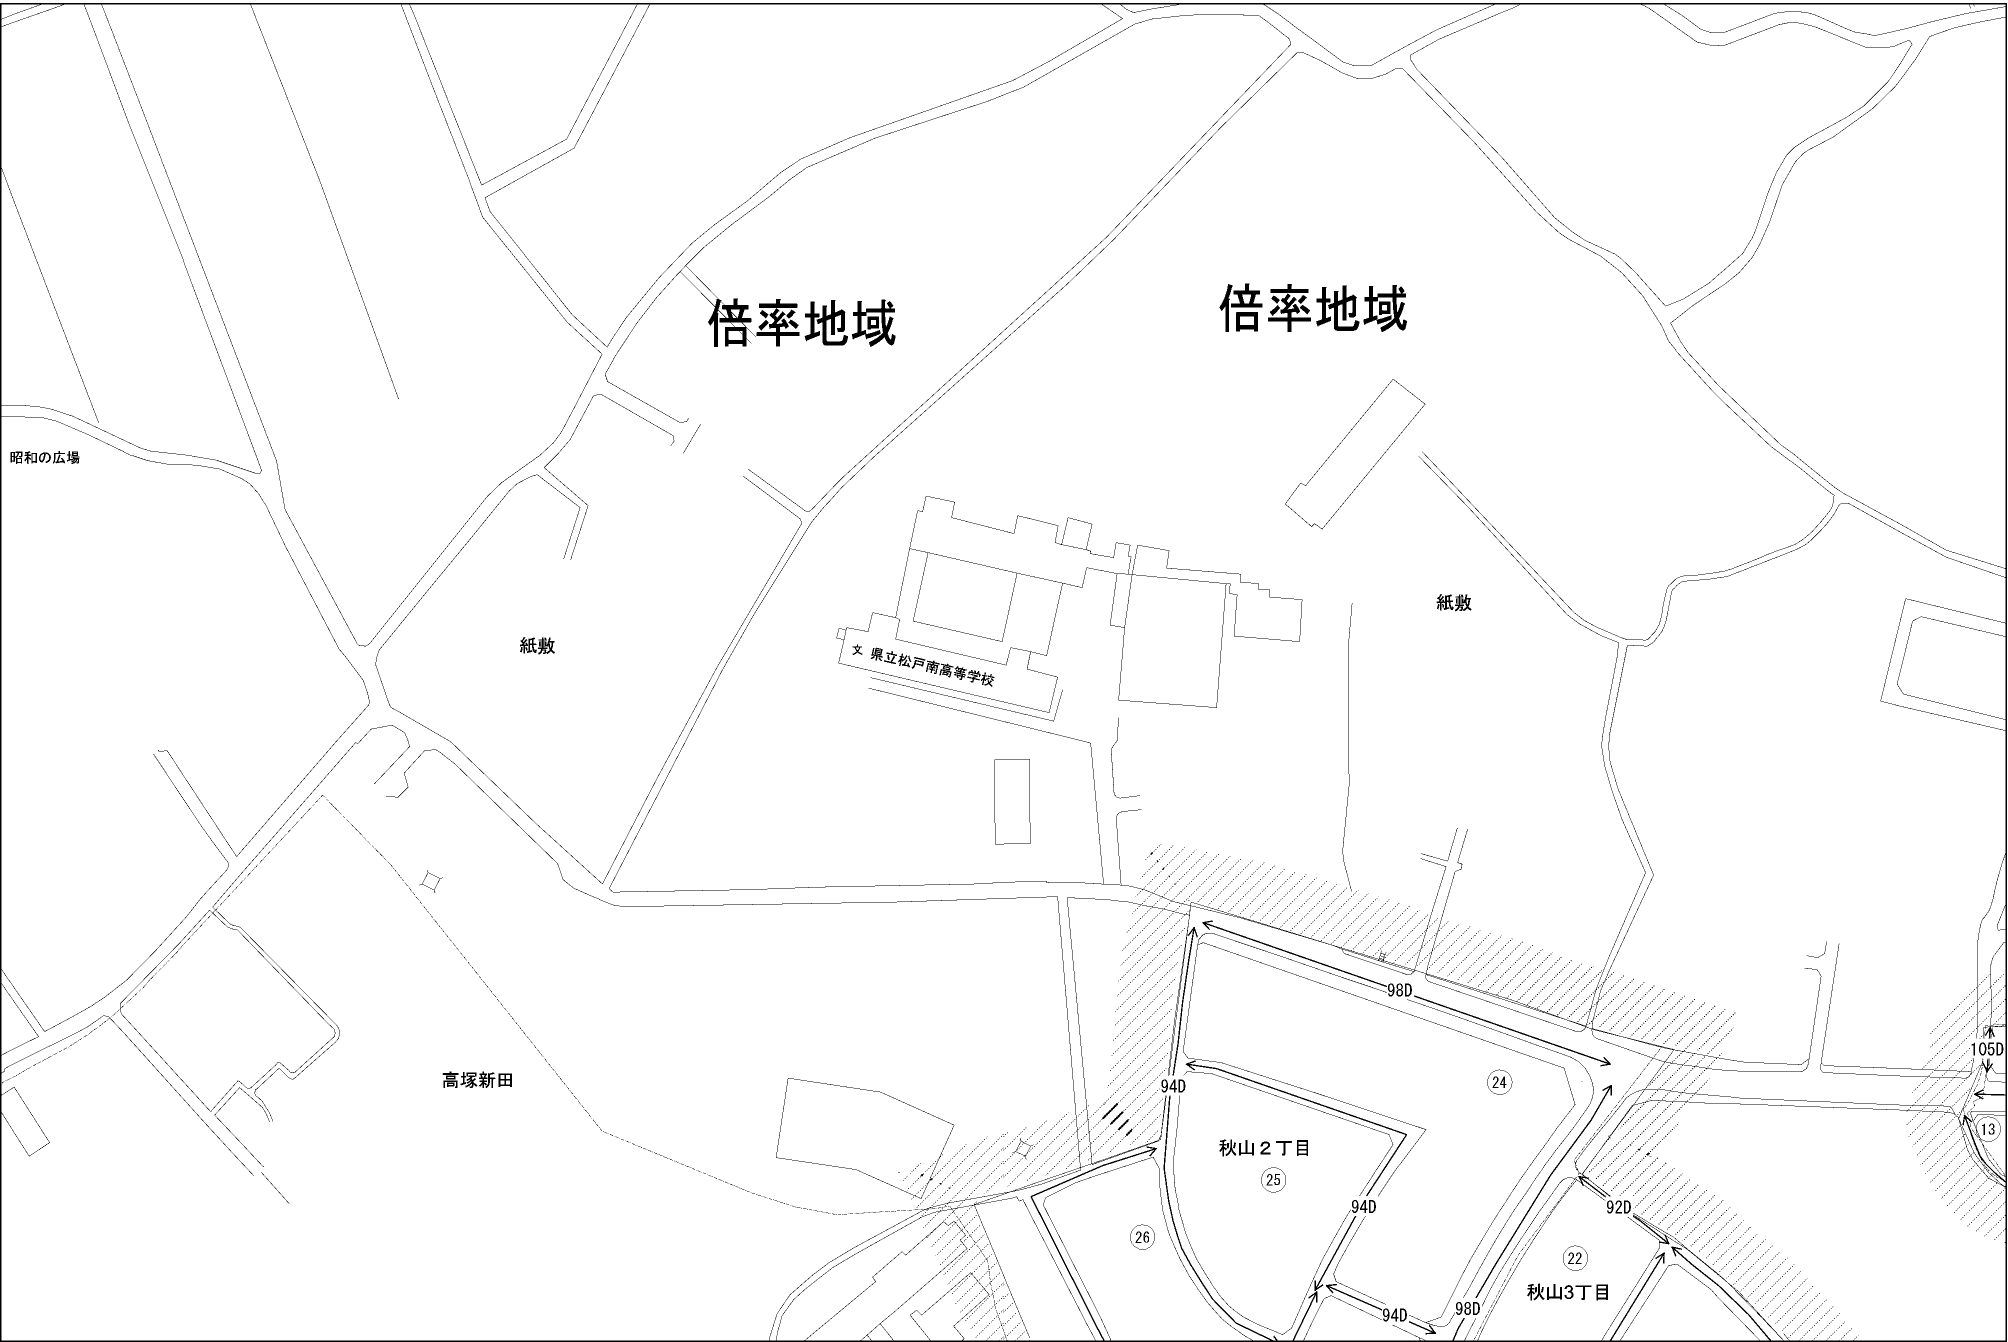 倍率地域
倍率地域
昭和の広場
紙敷
紙敷
文 県立松戸南高等学校
98D
105D
高塚新田
94D
24
13
秋山２丁目
25
94D
92D
26
22
秋山3丁目
94D
98D